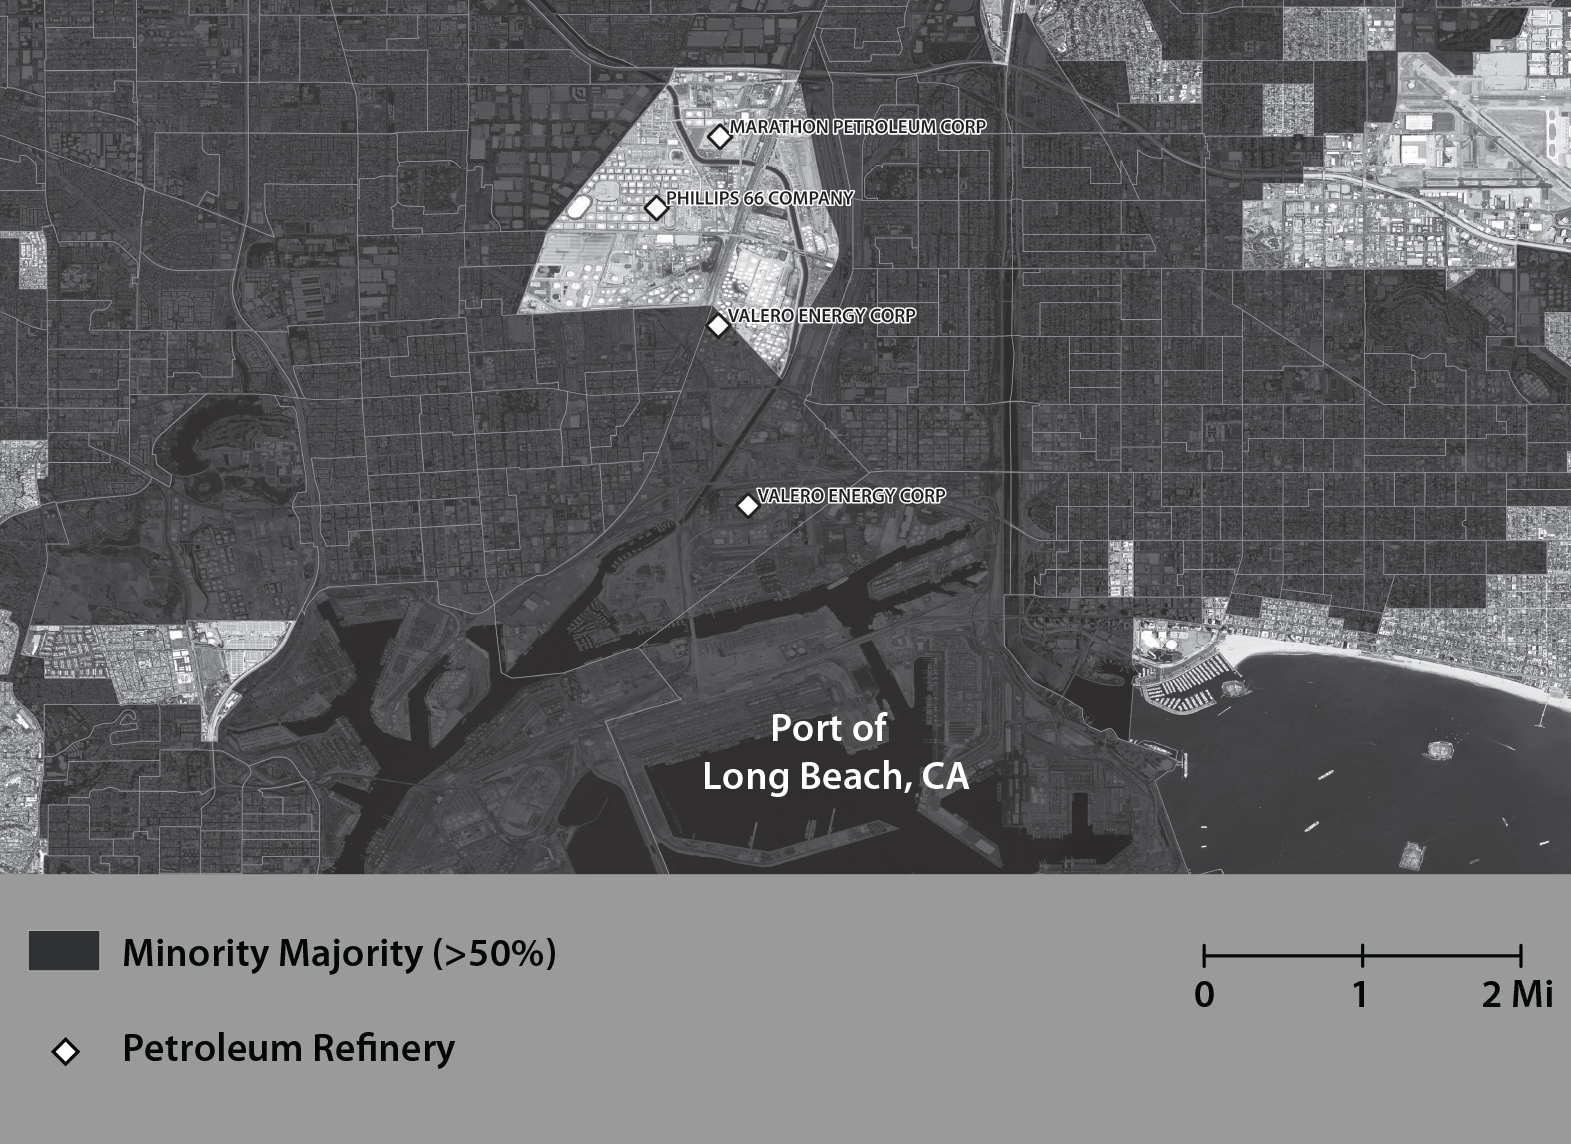 MARATHON PETROLEUM CORP
PHILLIPS 66 COMPANY
VALERO ENERGY CORP
VALERO ENERGY CORP
Port of
Long Beach, CA
Minority Majority (>50%)
Petroleum Refinery
0 1 2 Mi